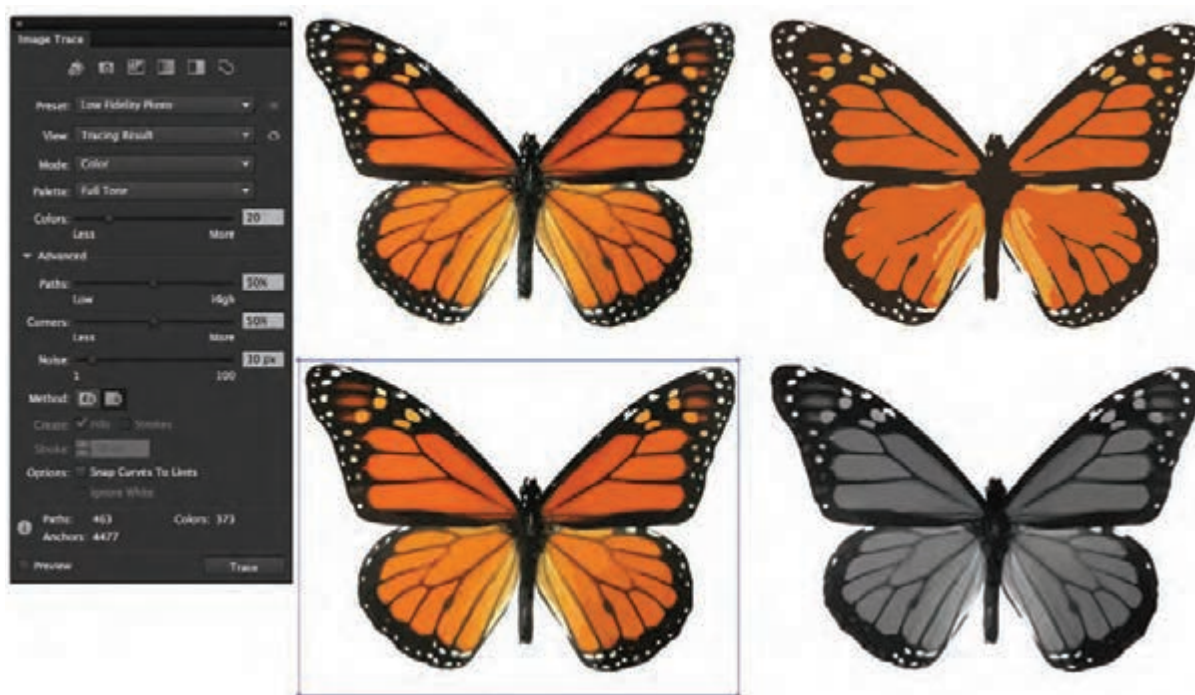 Image Trace
Preset: Low Fidelity Photo
View: Tracing Result
Mode: Color
Palette: Full Tone
Colors: 20
Less More
Advanced
Paths: 50%
Low High
Corners: 50%
Less More
Noise: 10 px
1 100
Method:
Create: Fills Strokes
Stroke:
Options: Snap Curves To Lines
Ignore White
Paths: 463 Colors: 373
Anchors: 4477
Preview Trace